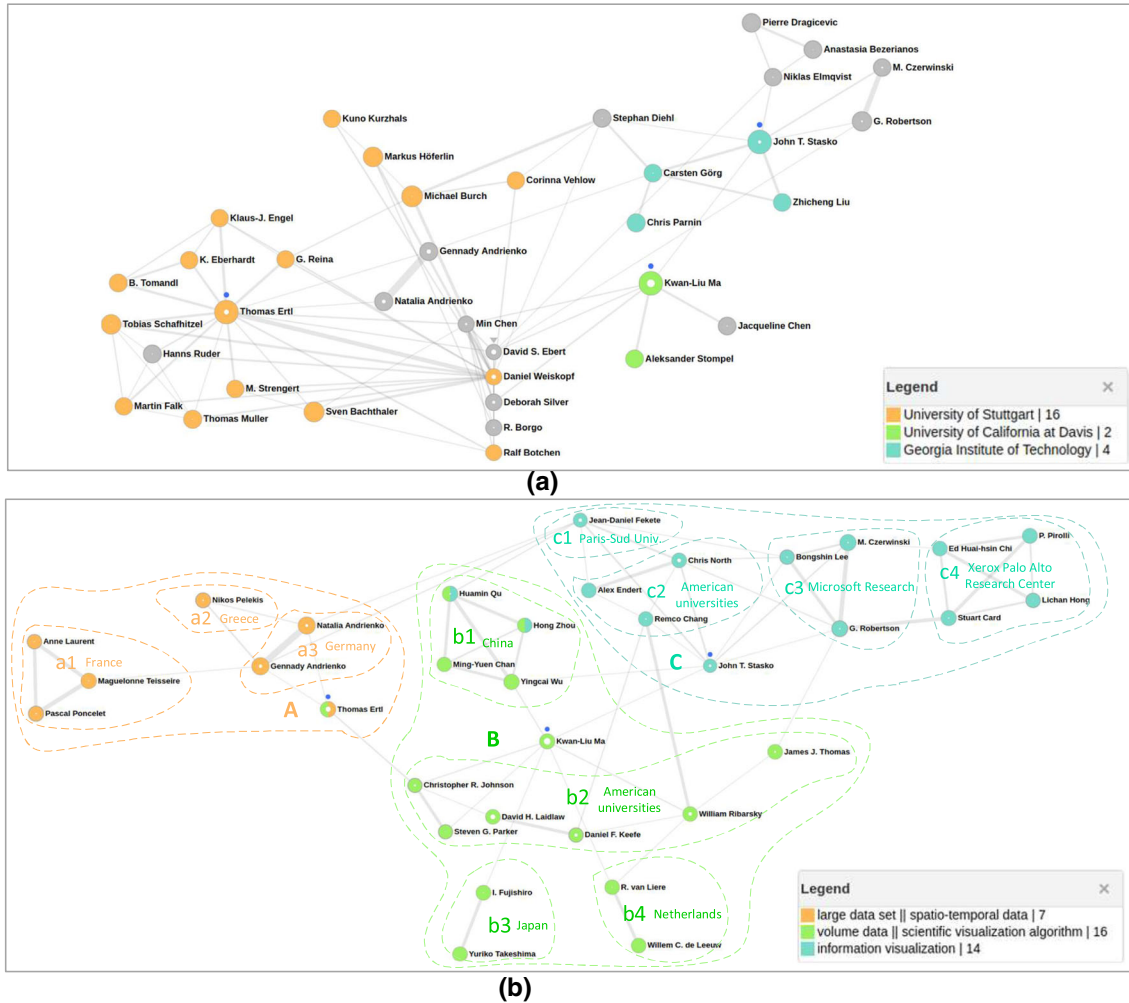 Pierre Dragicevic
Anastasia Bezerianos
M. Czerwinski
Niklas Elmqvist
Kuno Kurzhals
Stephan Diehl
G. Robertson
John T. Stasko
Markus Höferlin
Carsten Görg
Corinna Vehlow
Michael Burch
Zhicheng Liu
Klaus-J. Engel
Chris Parnin
Gennady Andrienko
K. Eberhardt
G. Reina
B. Tomandl
Kwan-Liu Ma
Natalia Andrienko
Thomas Ertl
Tobias Schafhitzel
Min Chen
Jacqueline Chen
Hanns Ruder
David S. Ebert
Aleksander Stompel
Daniel Weiskopf
M. Strengert
Martin Falk
Deborah Silver
Thomas Muller
Sven Bachthaler
R. Borgo
Ralf Botchen
Legend ×
University of Stuttgart | 16
University of California at Davis | 2
Georgia Institute of Technology | 4
(a)
Jean-Daniel Fekete
c1 Paris-Sud Univ.
P. Pirolli
M. Czerwinski
Ed Huai-hsin Chi
Bongshin Lee
Chris North
c4 Xerox Palo Alto
Research Center
c3 Microsoft Research
c2 American
universities
Alex Endert
Huamin Qu
Nikos Pelekis
a2 Greece
Lichan Hong
Stuart Card
Remco Chang
Hong Zhou
Natalia Andrienko
G. Robertson
b1 China
Anne Laurent
a3 Germany
a1 France
C
Ming-Yuen Chan
Gennady Andrienko
John T. Stasko
Maguelonne Teisseire
Yingcai Wu
A
Thomas Ertl
Pascal Poncelet
B
Kwan-Liu Ma
James J. Thomas
Christopher R. Johnson
b2 American
universities
William Ribarsky
David H. Laidlaw
Steven G. Parker
Daniel F. Keefe
I. Fujishiro
R. van Liere
b3 Japan
b4 Netherlands
Willem C. de Leeuw
Yuriko Takeshima
Legend ×
large data set || spatio-temporal data | 7
volume data || scientific visualization algorithm | 16
information visualization | 14
(b)